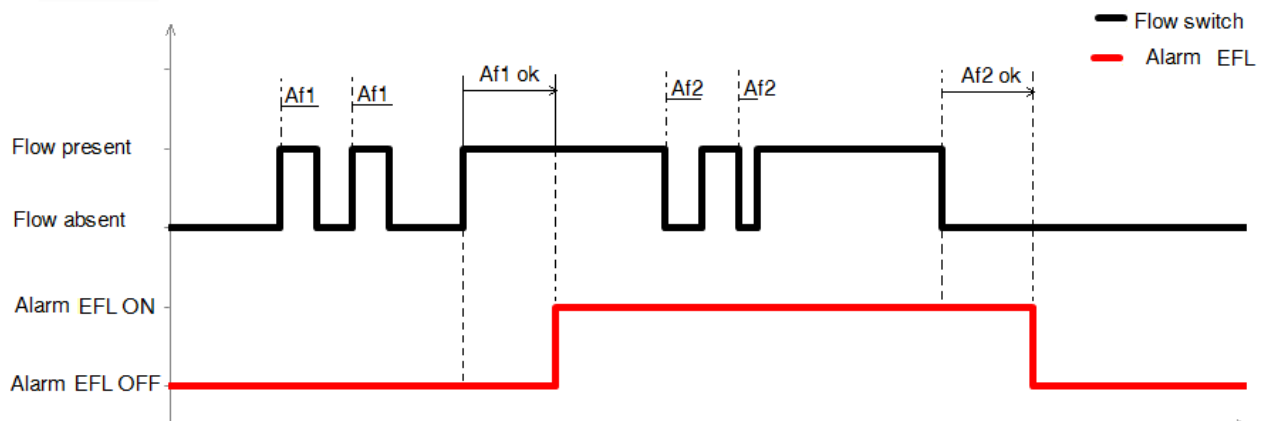 Flow switch
Alarm EFL
Af1 Af1 Af1 ok Af2 Af2 Af2 ok
Flow present
Flow absent
Alarm EFL ON
Alarm EFL OFF